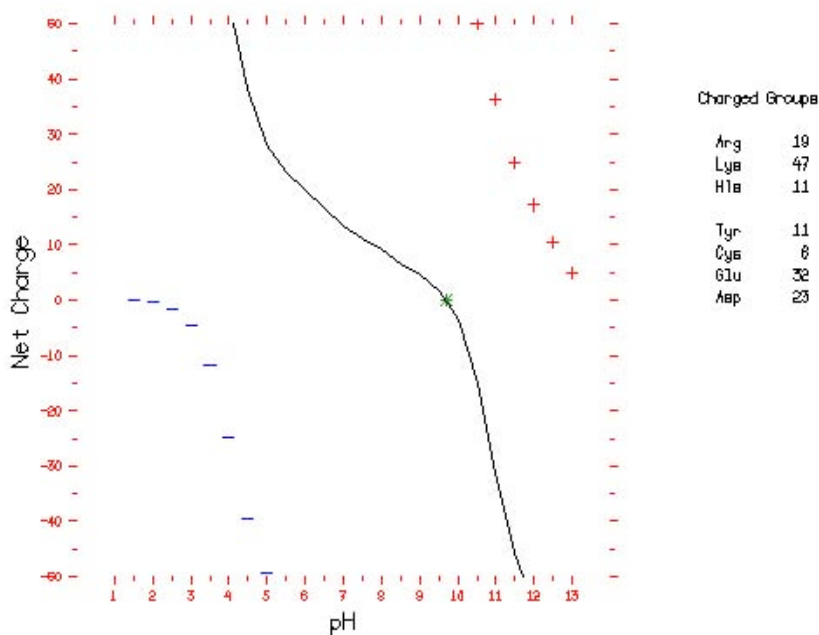 50
40
30
20
10
0
-10
-20
-30
-40
-50
Net Charge
1 2 3 4 5 6 7 8 9 10 11 12 13
pH
Charged Groups
Arg 19
Lys 47
His 11
Tyr 11
Cys 6
Glu 32
Asp 23